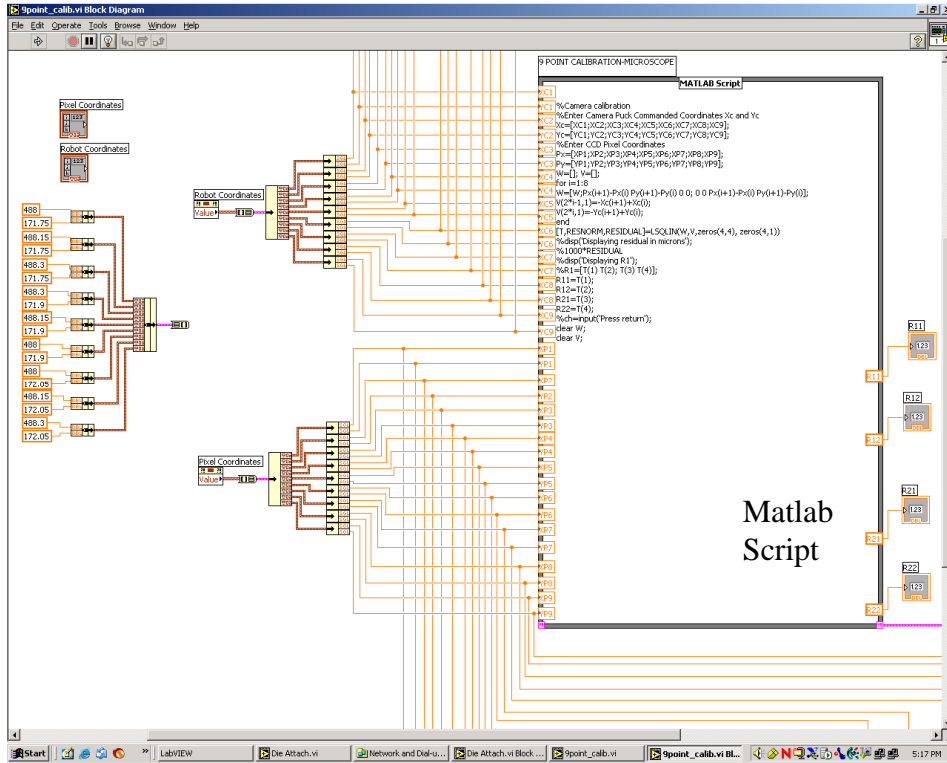 9point_calib.vi Block Diagram
File Edit Operate Tools Browse Window Help
Pixel Coordinates
Robot Coordinates
488
171.75
488.15
171.75
488.3
171.75
488.3
171.9
488.15
171.9
488
171.9
488
172.05
488.15
172.05
488.3
172.05
Robot Coordinates
Value
Pixel Coordinates
Value
9 POINT CALIBRATION-MICROSCOPE
MATLAB Script
XC1
YC1
XC2
YC2
XC3
YC3
XC4
YC4
XC5
YC5
XC6
YC6
XC7
YC7
XC8
YC8
XC9
YC9
XP1
YP1
XP2
YP2
XP3
YP3
XP4
YP4
XP5
YP5
XP6
YP6
XP7
YP7
XP8
YP8
XP9
YP9
%Camera calibration
%Enter Camera Puck Commanded Coordinates Xc and Yc
Xc=[XC1;XC2;XC3;XC4;XC5;XC6;XC7;XC8;XC9];
Yc=[YC1;YC2;YC3;YC4;YC5;YC6;YC7;YC8;YC9];
%Enter CCD Pixel Coordinates
Px=[XP1;XP2;XP3;XP4;XP5;XP6;XP7;XP8;XP9];
Py=[YP1;YP2;YP3;YP4;YP5;YP6;YP7;YP8;YP9];
W=[]; V=[];
for i=1:8
W=[W;Px(i+1)-Px(i) Py(i+1)-Py(i) 0 0; 0 0 Px(i+1)-Px(i) Py(i+1)-Py(i)];
V(2*i-1,1)=-Xc(i+1)+Xc(i);
V(2*i,1)=-Yc(i+1)+Yc(i);
end
[T,RESNORM,RESIDUAL]=LSQLIN(W,V,zeros(4,4), zeros(4,1))
%disp('Displaying residual in microns');
%1000*RESIDUAL
%disp('Displaying R1');
%R1=[T(1) T(2); T(3) T(4)];
R11=T(1);
R12=T(2);
R21=T(3);
R22=T(4);
%ch=input('Press return');
clear W;
clear V;
Matlab
Script
R11
R12
R21
R22
R11
1.23
R12
1.23
R21
1.23
R22
1.23
Start
LabVIEW
Die Attach.vi
Network and Dial-u...
Die Attach.vi Block ...
9point_calib.vi
9point_calib.vi Bl...
5:17 PM